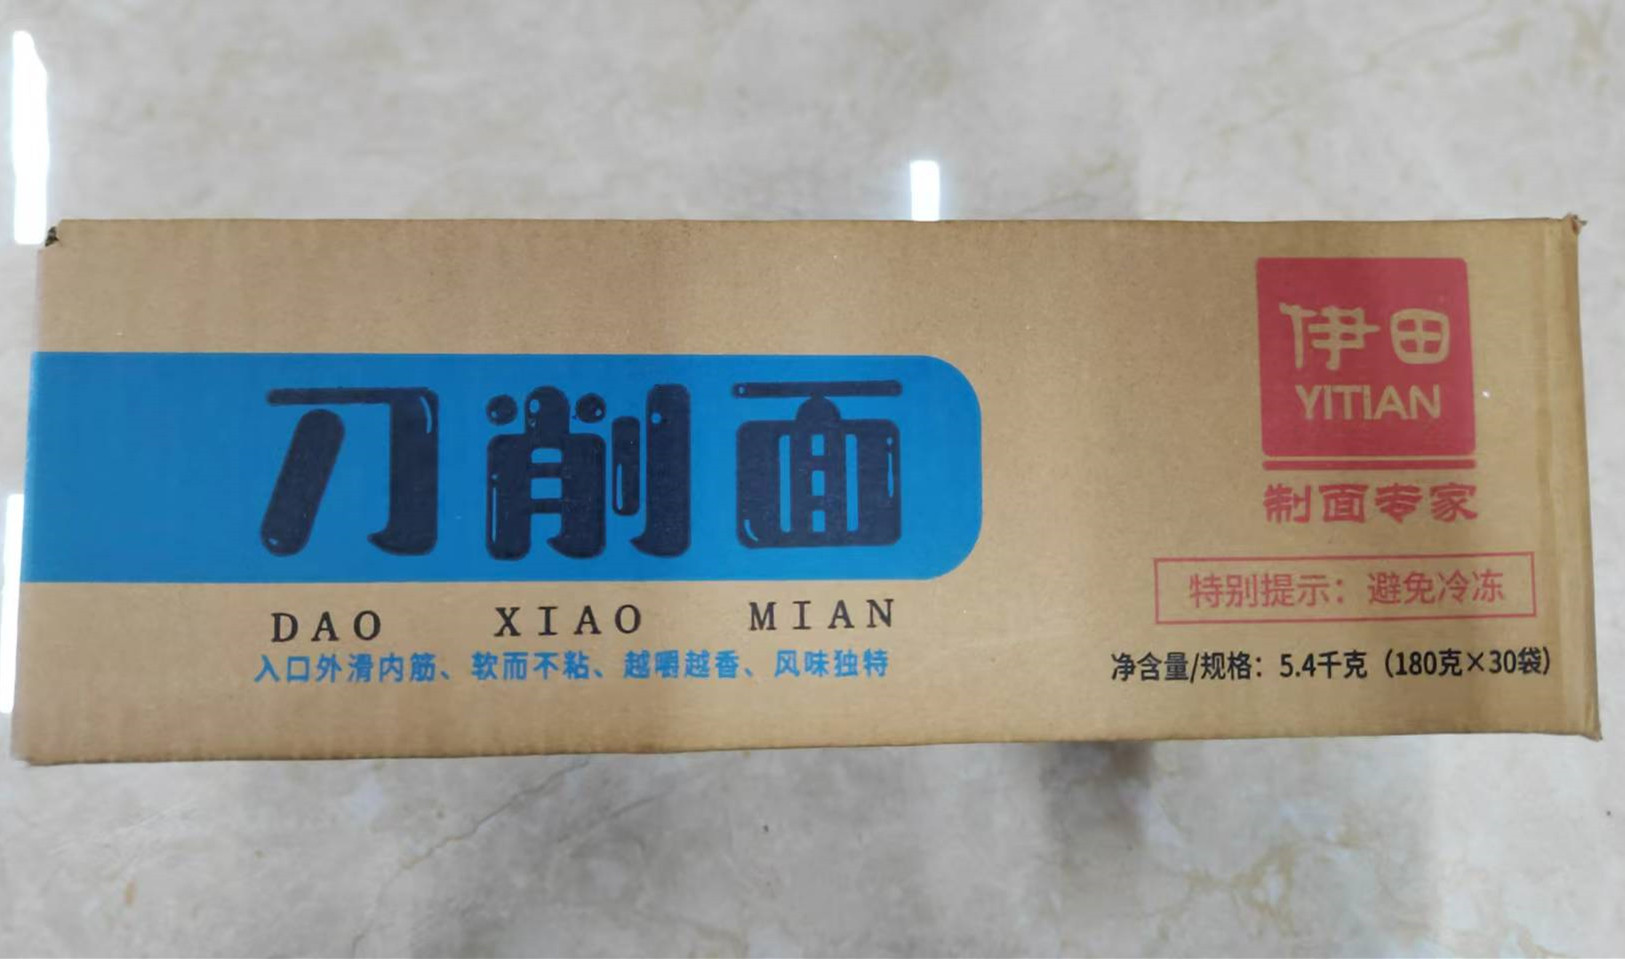 刀削面
DAO XIAO MIAN
入口外滑内筋、软而不粘、越嚼越香、风味独特
伊田
YITIAN
制面专家
特别提示：避免冷冻
净含量/规格：5.4千克（180克×30袋）